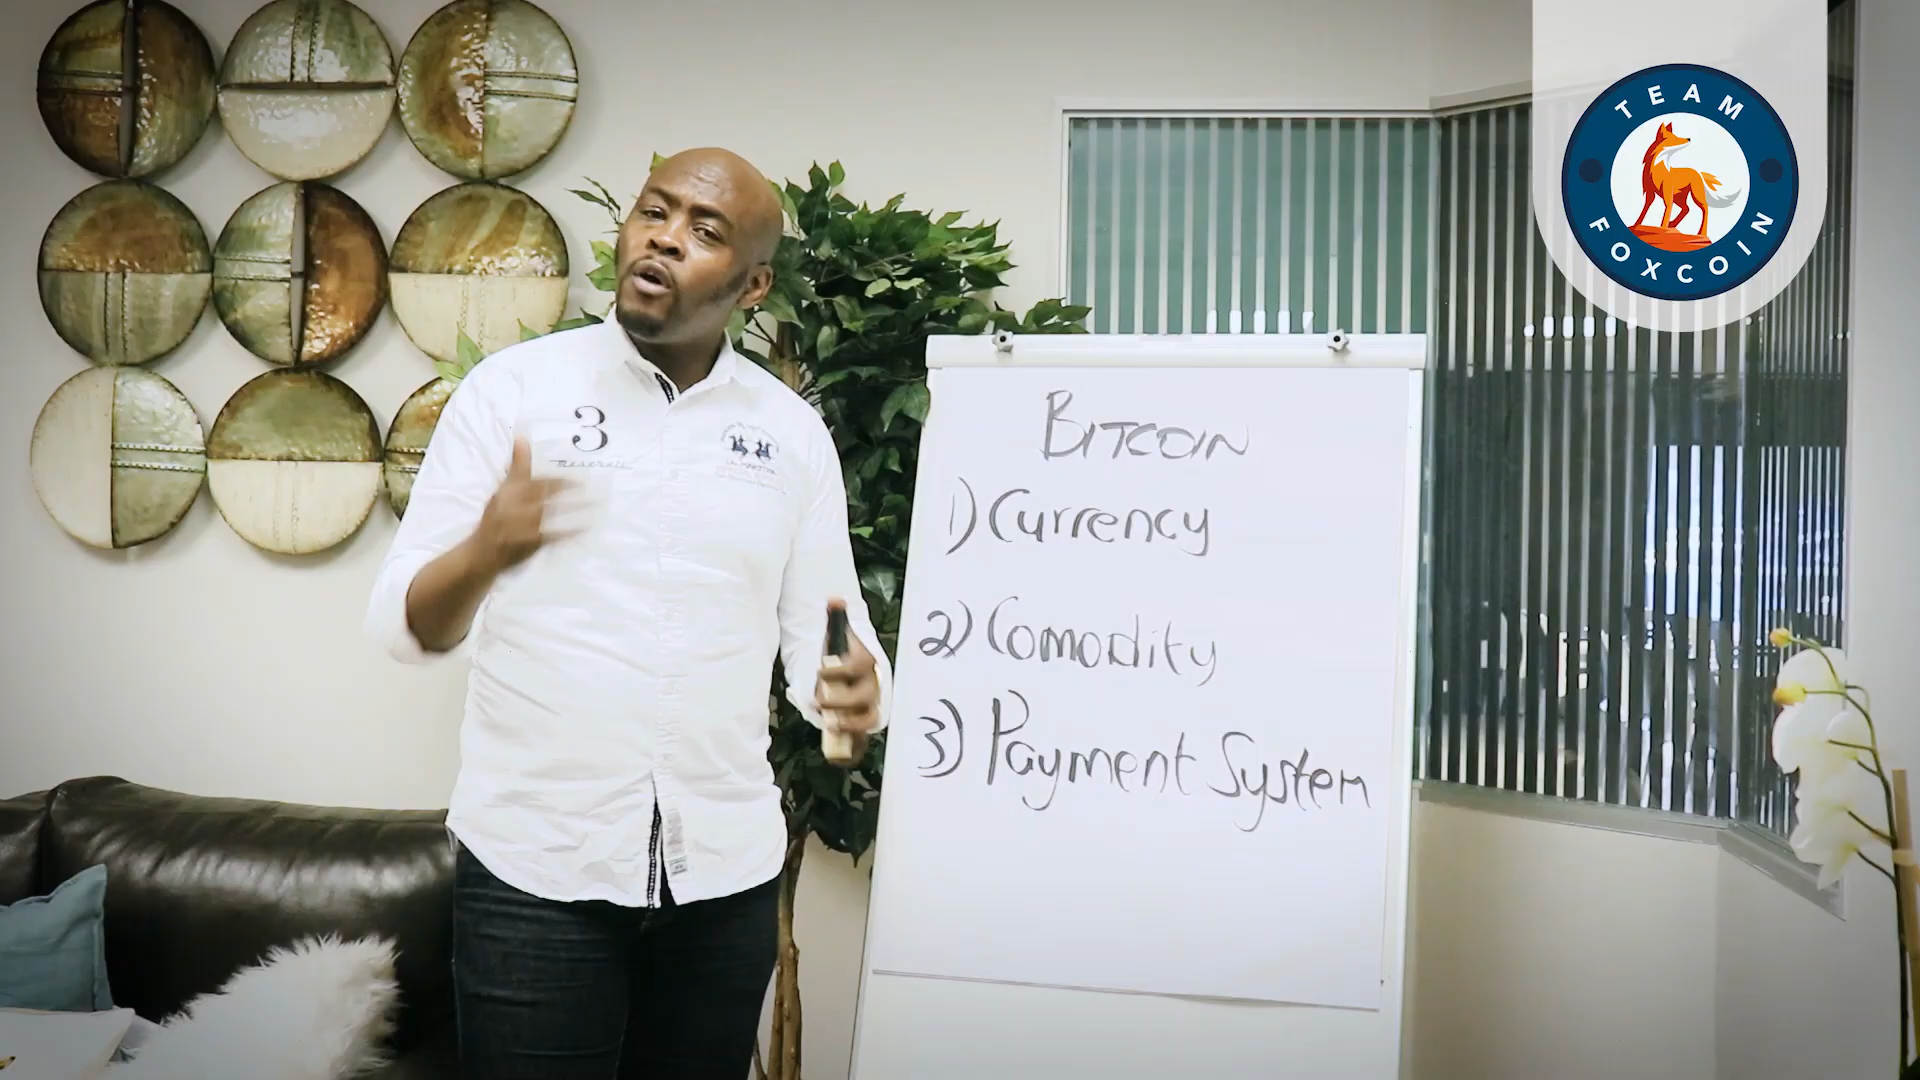 TEAM
FOXCOIN
3
BITCOIN
1) Currency
2) Comodity
3) Payment System